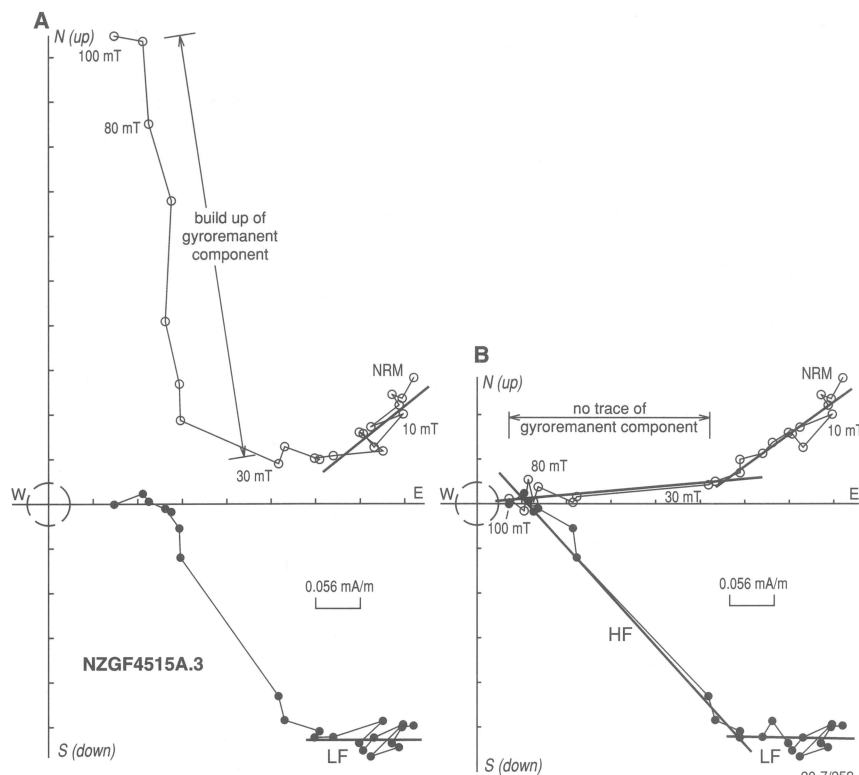 A
N (up)
100 mT
80 mT
build up of
gyroremanent
component
NRM
10 mT
30 mT
W
E
0.056 mA/m
NZGF4515A.3
LF
S (down)
B
N (up)
NRM
no trace of
gyroremanent component
10 mT
80 mT
30 mT
E
W
100 mT
0.056 mA/m
HF
LF
S (down)